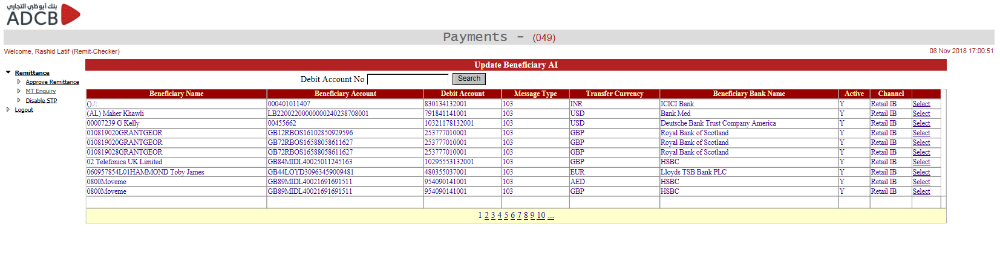 بنك أبوظبي التجاري
ADCB
Payments - (049)
Welcome, Rashid Latif (Remit-Checker) 08 Nov 2018 17:00:51
Remittance
Approve Remittance
MT Enquiry
Disable STP
Logout
Update Beneficiary AI
Debit Account No Search
Beneficiary Name Beneficiary Account Debit Account Message Type Transfer Currency Beneficiary Bank Name Active Channel
()./: 000401011407 830134132001 103 INR ICICI Bank Y Retail IB Select
(AL) Maher Khawli LB22002200000000240238708001 791841141001 103 USD Bank Med Y Retail IB Select
00007239 G Kelly 00455662 10321178132001 103 USD Deutsche Bank Trust Company America Y Retail IB Select
010819020GRANTGEOR GB12RBOS16102850929596 253777010001 103 GBP Royal Bank of Scotland Y Retail IB Select
010819020GRANTGEOR GB72RBOS16588058611627 253777010001 103 GBP Royal Bank of Scotland Y Retail IB Select
010819028GRANTGEOR GB72RBOS16588058611627 253777010001 103 GBP Royal Bank of Scotland Y Retail IB Select
02 Telefonica UK Limited GB84MIDL40025011245163 10295553132001 103 GBP HSBC Y Retail IB Select
060957854L01HAMMOND Toby James GB44LOYD30963459009481 480355037001 103 EUR Lloyds TSB Bank PLC Y Retail IB Select
0800Moveme GB89MIDL40021691691511 954090141001 103 AED HSBC Y Retail IB Select
0800Moveme GB89MIDL40021691691511 954090141001 103 GBP HSBC Y Retail IB Select
1 2 3 4 5 6 7 8 9 10 ...